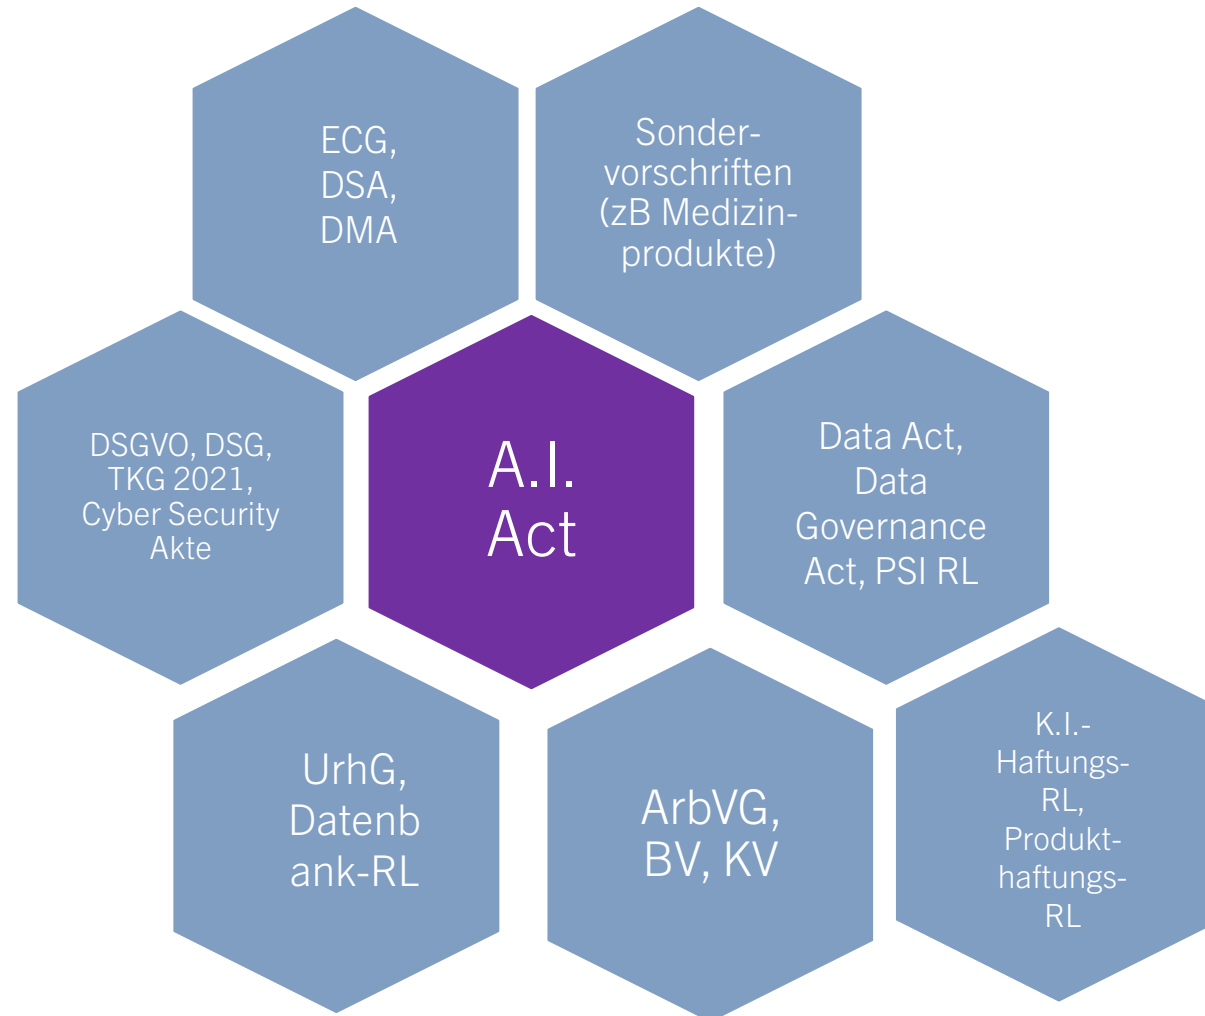 ECG,
DSA,
DMA
Sonder-
vorschriften
(zB Medizin-
produkte)
DSGVO, DSG,
TKG 2021,
Cyber Security
Akte
A.I.
Act
Data Act,
Data
Governance
Act, PSI RL
UrhG,
Datenb
ank-RL
ArbVG,
BV, KV
K.I.-
Haftungs-
RL,
Produkt-
haftungs-
RL